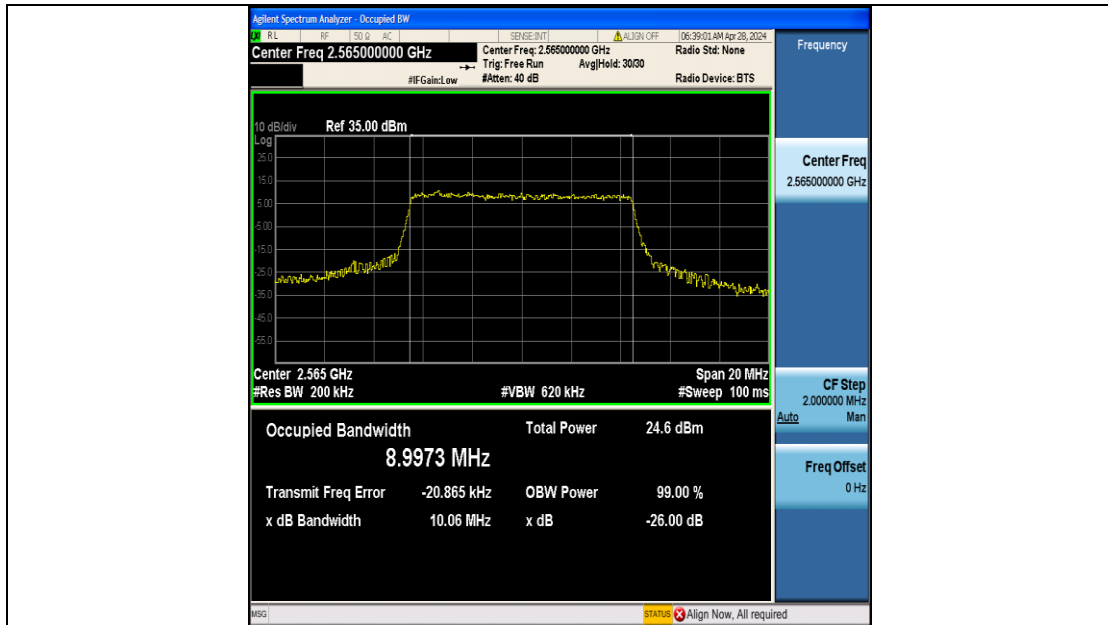 Agilent Spectrum Analyzer - Occupied BW
RL RF 50 Ω AC SENSE:INT ALIGN OFF 06:39:01 AM Apr 28, 2024
Center Freq 2.565000000 GHz
Center Freq: 2.565000000 GHz Radio Std: None
Trig: Free Run Avg|Hold: 30/30
#IFGain:Low #Atten: 40 dB Radio Device: BTS
10 dB/div Ref 35.00 dBm
Log
25.0
15.0
5.00
-5.00
-15.0
-25.0
-35.0
-45.0
-55.0
Center 2.565 GHz Span 20 MHz
#Res BW 200 kHz #VBW 620 kHz #Sweep 100 ms
Occupied Bandwidth Total Power 24.6 dBm
8.9973 MHz
Transmit Freq Error -20.865 kHz OBW Power 99.00 %
x dB Bandwidth 10.06 MHz x dB -26.00 dB
MSG STATUS Align Now, All required
Frequency
Center Freq
2.565000000 GHz
CF Step
2.000000 MHz
Auto Man
Freq Offset
0 Hz